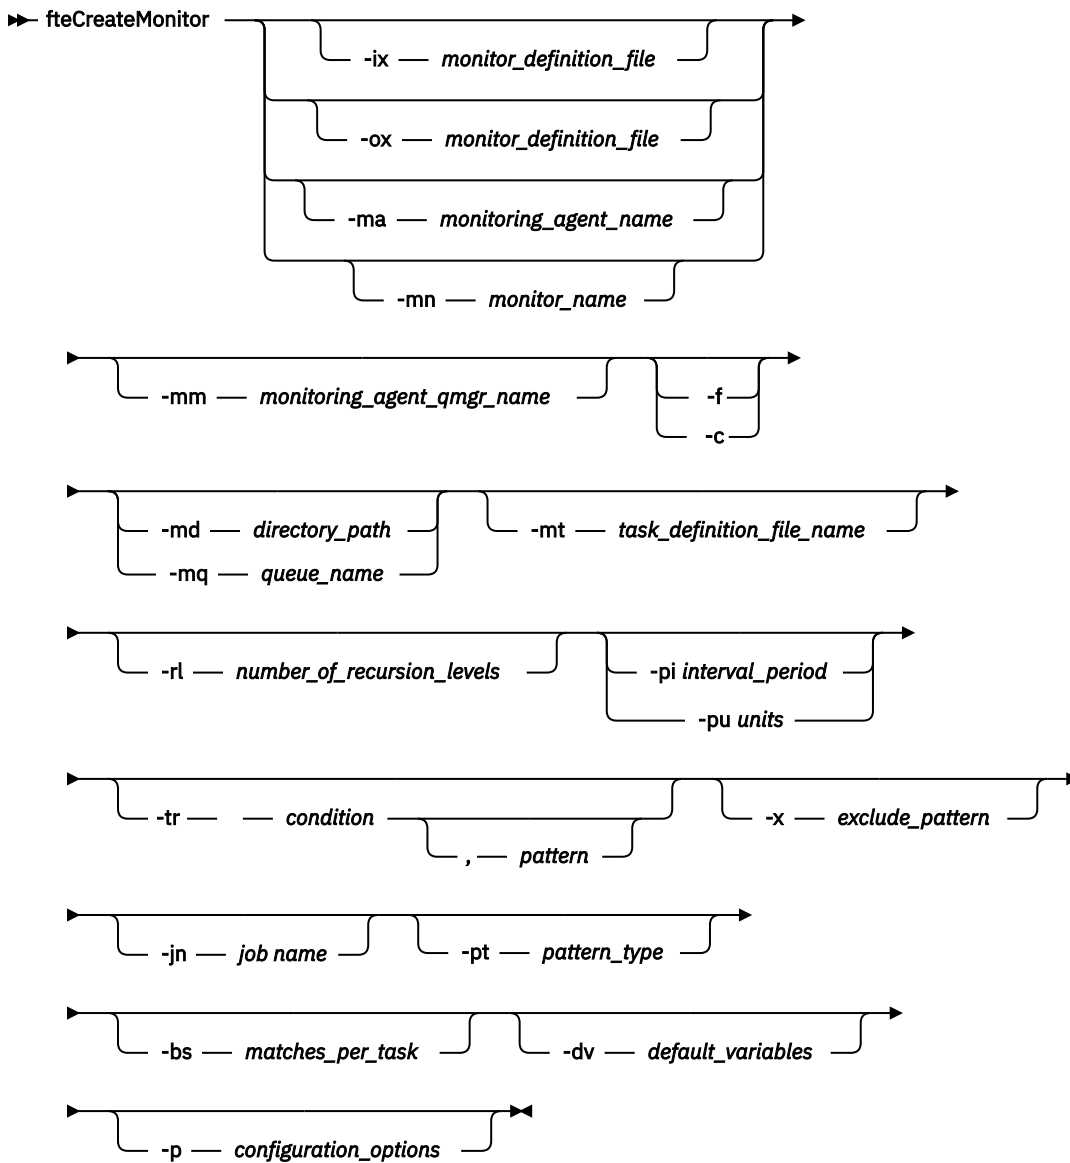 fteCreateMonitor
-ix monitor_definition_file
-ox monitor_definition_file
-ma monitoring_agent_name
-mn monitor_name
-mm monitoring_agent_qmgr_name -f
-c
-md directory_path -mt task_definition_file_name
-mq queue_name
-rl number_of_recursion_levels -pi interval_period
-pu units
-tr condition -x exclude_pattern
, pattern
-jn job name -pt pattern_type
-bs matches_per_task -dv default_variables
-p configuration_options